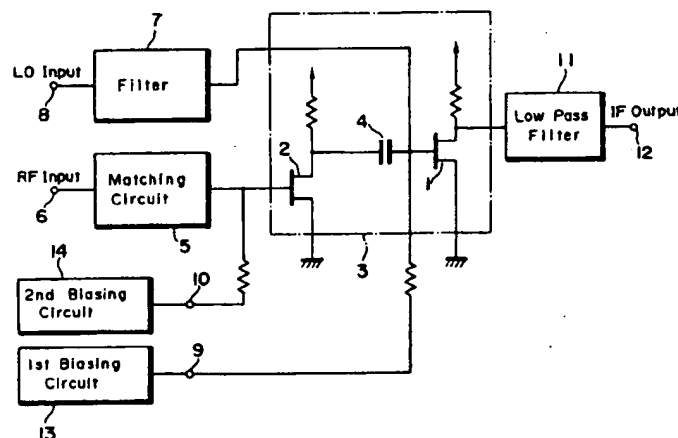 7
LO Input
Filter
8
11
4
Low Pass
Filter
IF Output
12
2
1
RF Input
Matching
Circuit
6
5
3
14
10
2nd Biasing
Circuit
9
1st Biasing
Circuit
13